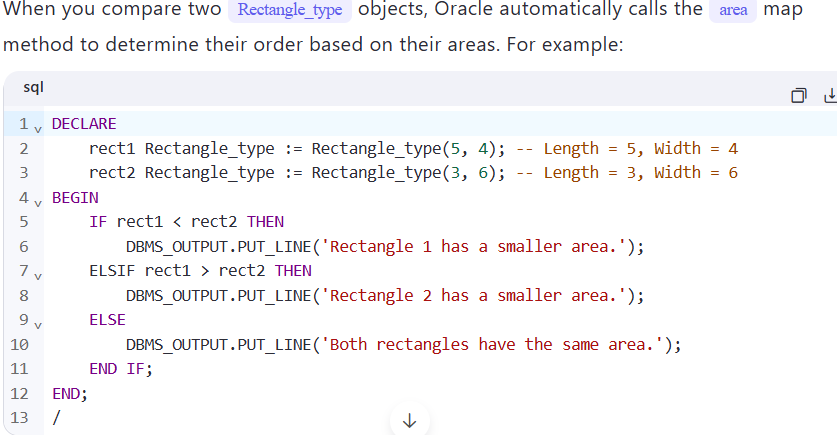 When you compare two Rectangle_type objects, Oracle automatically calls the area map
method to determine their order based on their areas. For example:
sql
1 DECLARE
2     rect1 Rectangle_type := Rectangle_type(5, 4); -- Length = 5, Width = 4
3     rect2 Rectangle_type := Rectangle_type(3, 6); -- Length = 3, Width = 6
4 BEGIN
5     IF rect1 < rect2 THEN
6         DBMS_OUTPUT.PUT_LINE('Rectangle 1 has a smaller area.');
7     ELSIF rect1 > rect2 THEN
8         DBMS_OUTPUT.PUT_LINE('Rectangle 2 has a smaller area.');
9     ELSE
10         DBMS_OUTPUT.PUT_LINE('Both rectangles have the same area.');
11     END IF;
12 END;
13 /